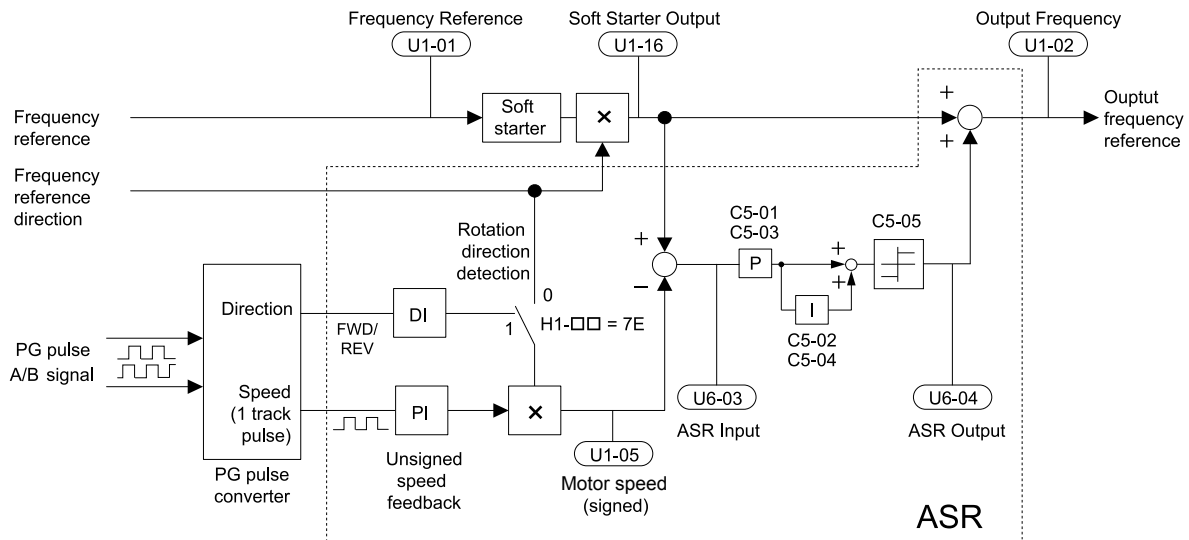 Frequency Reference
U1-01
Soft Starter Output
U1-16
Output Frequency
U1-02
Frequency
reference
Soft
starter
×
+
+
Ouptut
frequency
reference
Frequency
reference
direction
Rotation
direction
detection
+
−
C5-01
C5-03
P
+
+
C5-05
I
C5-02
C5-04
Direction
FWD/
REV
DI
0
1
H1-□□ = 7E
PG pulse
A/B signal
Speed
(1 track
pulse)
PI
×
U6-03
ASR Input
U6-04
ASR Output
PG pulse
converter
Unsigned
speed
feedback
U1-05
Motor speed
(signed)
ASR